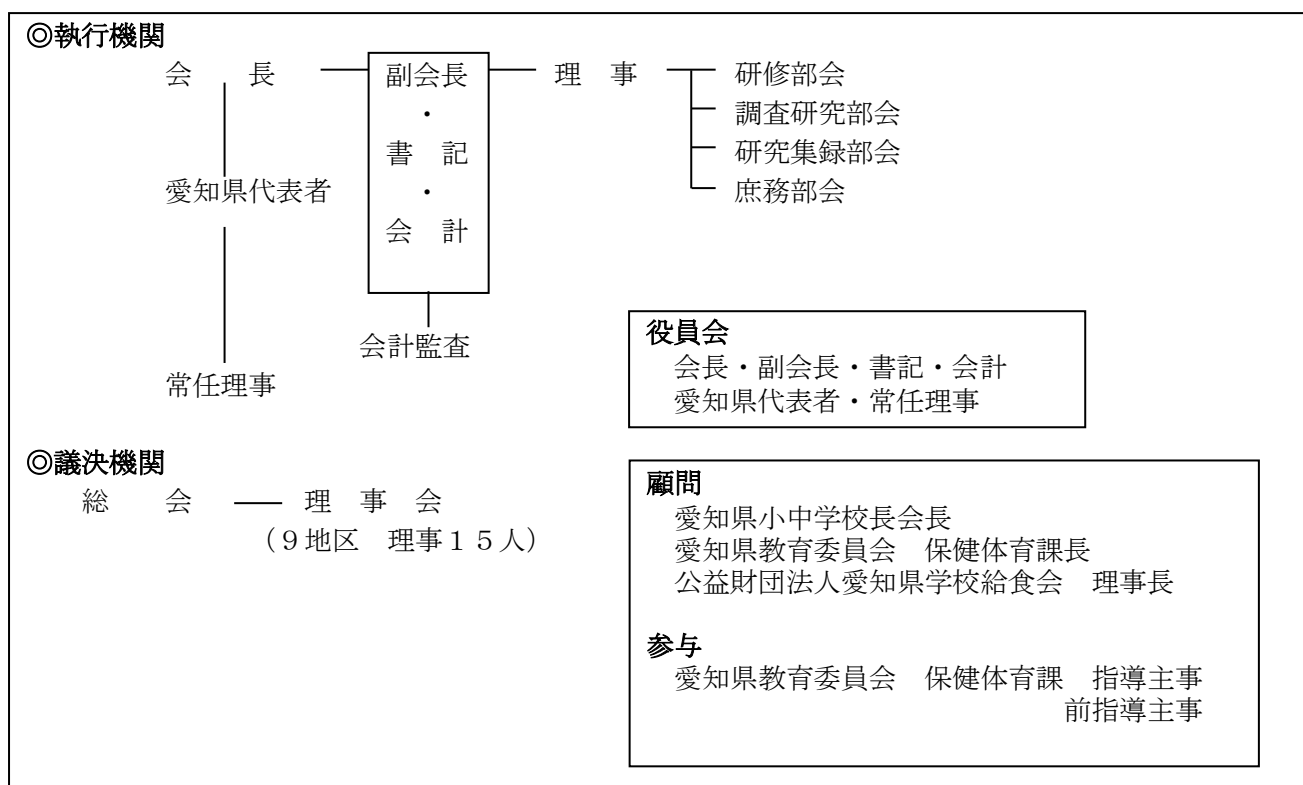 ◎執行機関
会　長　副会長　理　事　研修部会
・　調査研究部会
書　記　研究集録部会
愛知県代表者　・　庶務部会
会　計
会計監査
常任理事
役員会
会長・副会長・書記・会計
愛知県代表者・常任理事
◎議決機関
総　会　理　事　会
（９地区　理事１５人）
顧問
愛知県小中学校長会長
愛知県教育委員会　保健体育課長
公益財団法人愛知県学校給食会　理事長
参与
愛知県教育委員会　保健体育課　指導主事
前指導主事